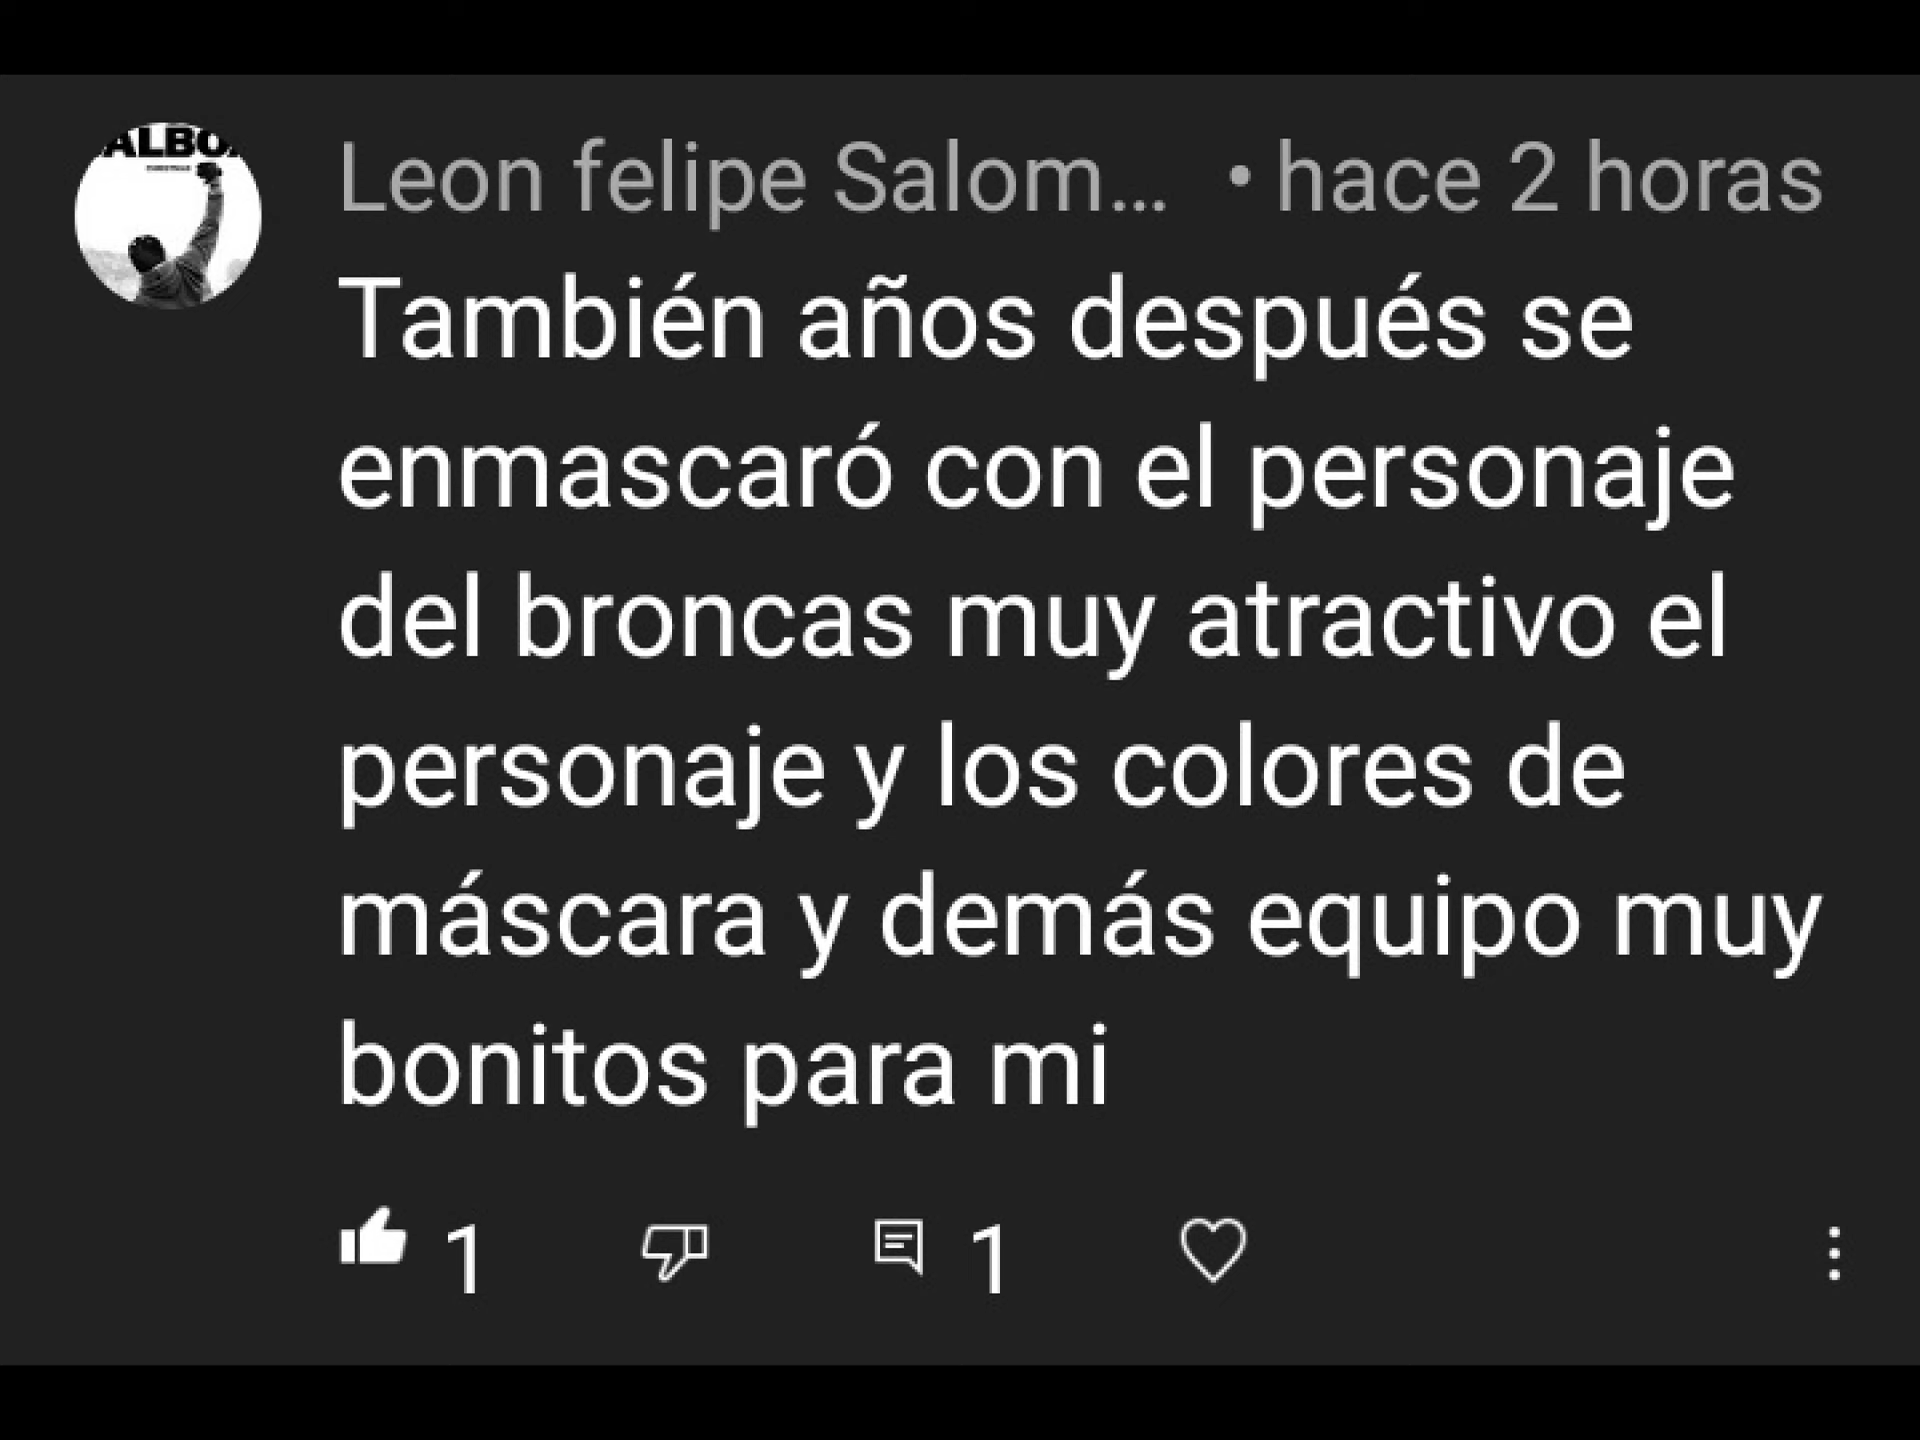 ALBO
Leon felipe Salom... • hace 2 horas
También años después se
enmascaró con el personaje
del broncas muy atractivo el
personaje y los colores de
máscara y demás equipo muy
bonitos para mi
1 1